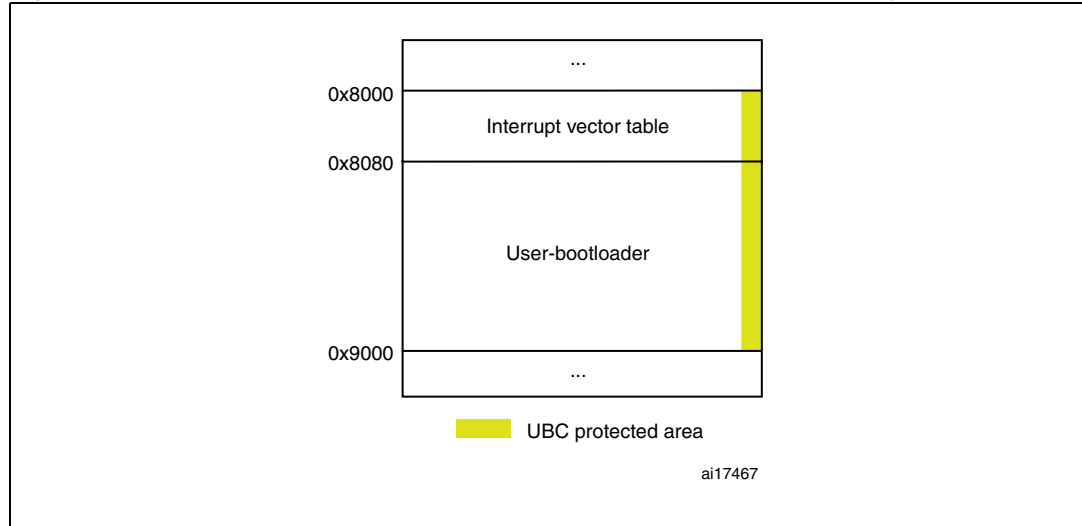 ...
0x8000
Interrupt vector table
0x8080
User-bootloader
0x9000
...
UBC protected area
ai17467